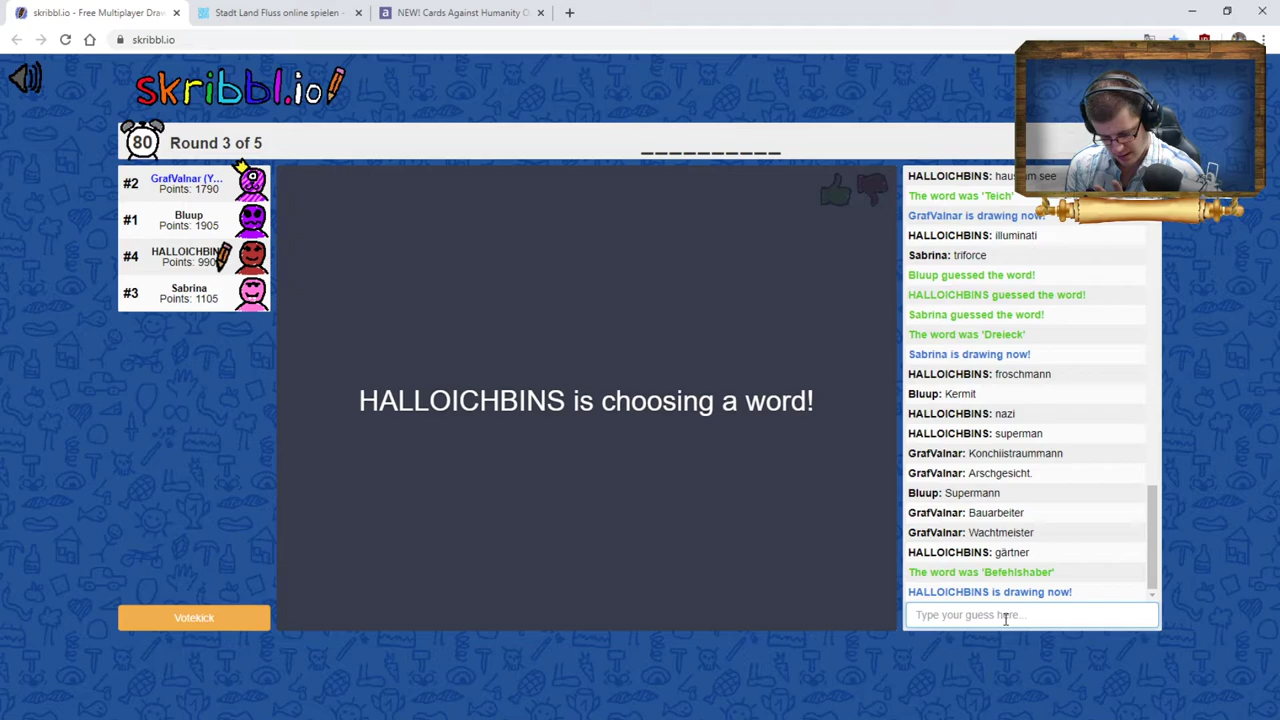 skribbl.io - Free Multiplayer Draw
Stadt Land Fluss online spielen -
NEW! Cards Against Humanity O
skribbl.io
skribbl.io
80
Round 3 of 5
__________
#2
GrafValnar (Y...
Points: 1790
#1
Bluup
Points: 1905
#4
HALLOICHBIN
Points: 990
#3
Sabrina
Points: 1105
HALLOICHBINS is choosing a word!
Votekick
The word was 'Teich'
GrafValnar is drawing now!
HALLOICHBINS: illuminati
Sabrina: triforce
Bluup guessed the word!
HALLOICHBINS guessed the word!
Sabrina guessed the word!
The word was 'Dreieck'
Sabrina is drawing now!
HALLOICHBINS: froschmann
Bluup: Kermit
HALLOICHBINS: nazi
HALLOICHBINS: superman
GrafValnar: Konchiistraummann
GrafValnar: Arschgesicht.
Bluup: Supermann
GrafValnar: Bauarbeiter
GrafValnar: Wachtmeister
HALLOICHBINS: gärtner
The word was 'Befehlshaber'
HALLOICHBINS is drawing now!
Type your guess here...